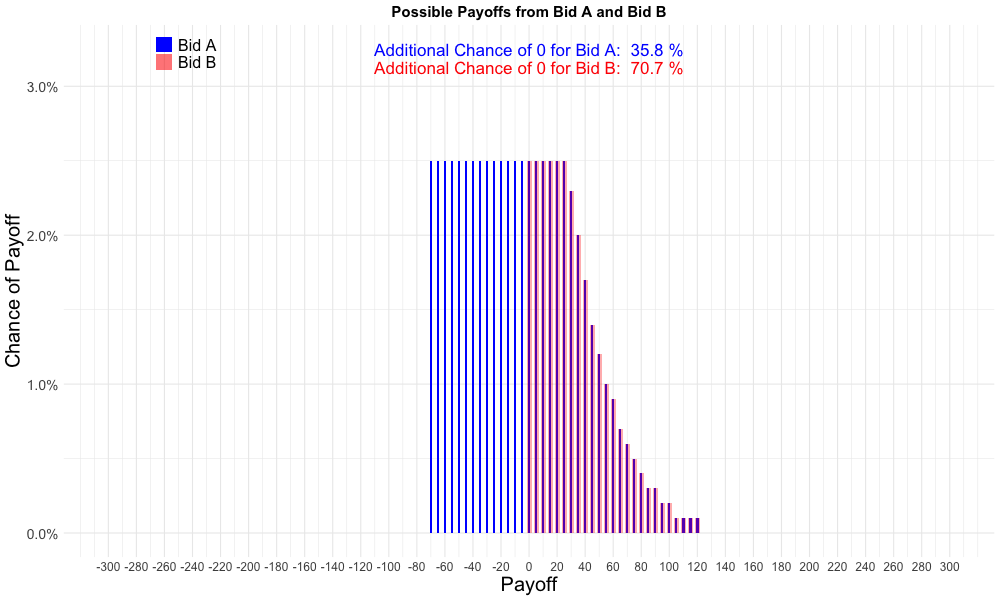 Possible Payoffs from Bid A and Bid B
Bid A
Bid B
Additional Chance of 0 for Bid A: 35.8 %
Additional Chance of 0 for Bid B: 70.7 %
Chance of Payoff
3.0%
2.0%
1.0%
0.0%
-300 -280 -260 -240 -220 -200 -180 -160 -140 -120 -100 -80 -60 -40 -20 0 20 40 60 80 100 120 140 160 180 200 220 240 260 280 300
Payoff